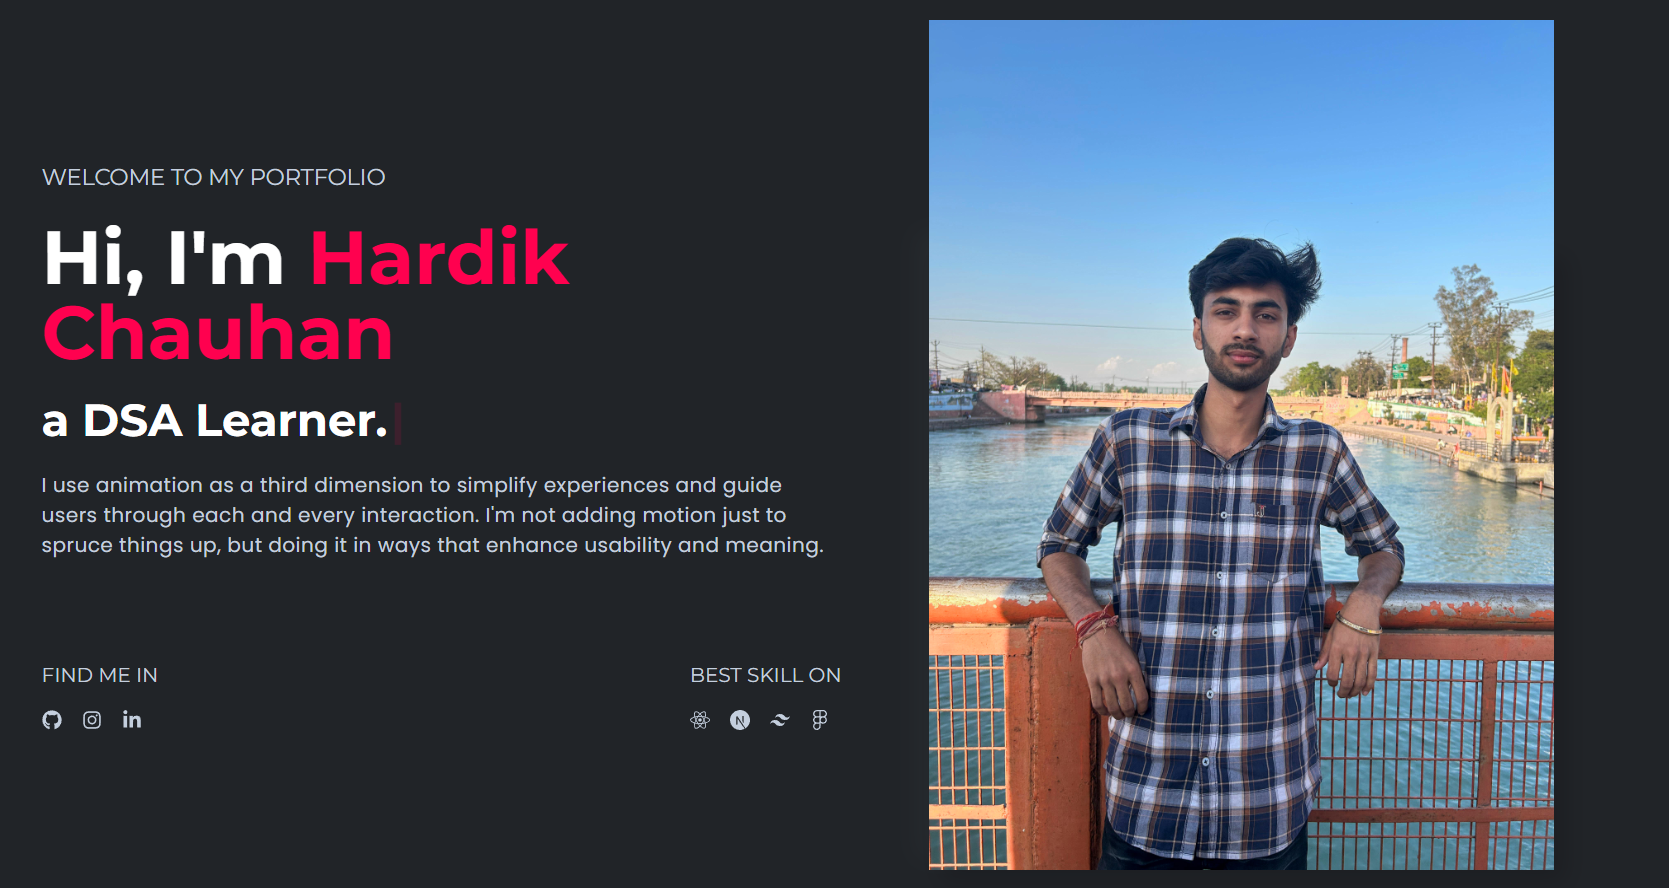 WELCOME TO MY PORTFOLIO
Hi, I'm Hardik
Chauhan
a DSA Learner.
I use animation as a third dimension to simplify experiences and guide
users through each and every interaction. I'm not adding motion just to
spruce things up, but doing it in ways that enhance usability and meaning.
FIND ME IN
BEST SKILL ON